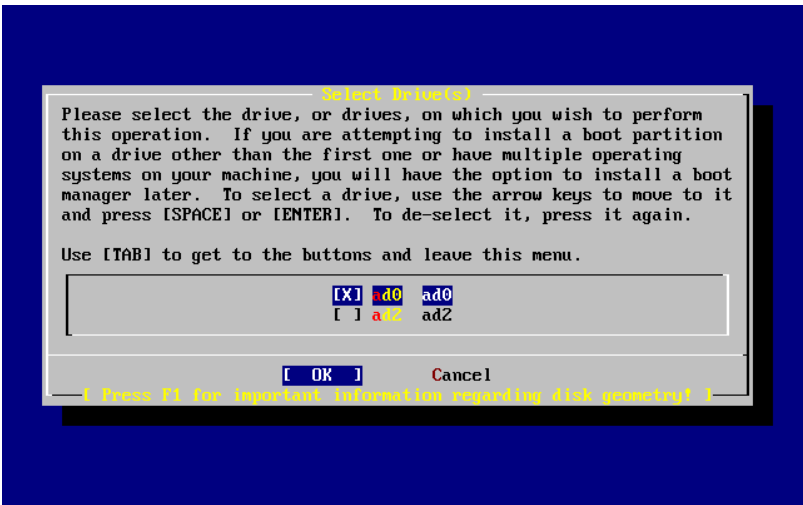 Select Drive(s)
Please select the drive, or drives, on which you wish to perform
this operation.  If you are attempting to install a boot partition
on a drive other than the first one or have multiple operating
systems on your machine, you will have the option to install a boot
manager later.  To select a drive, use the arrow keys to move to it
and press [SPACE] or [ENTER].  To de-select it, press it again.
Use [TAB] to get to the buttons and leave this menu.
[X] ad0  ad0
[ ] ad2  ad2
[  OK  ]       Cancel
[ Press F1 for important information regarding disk geometry! ]